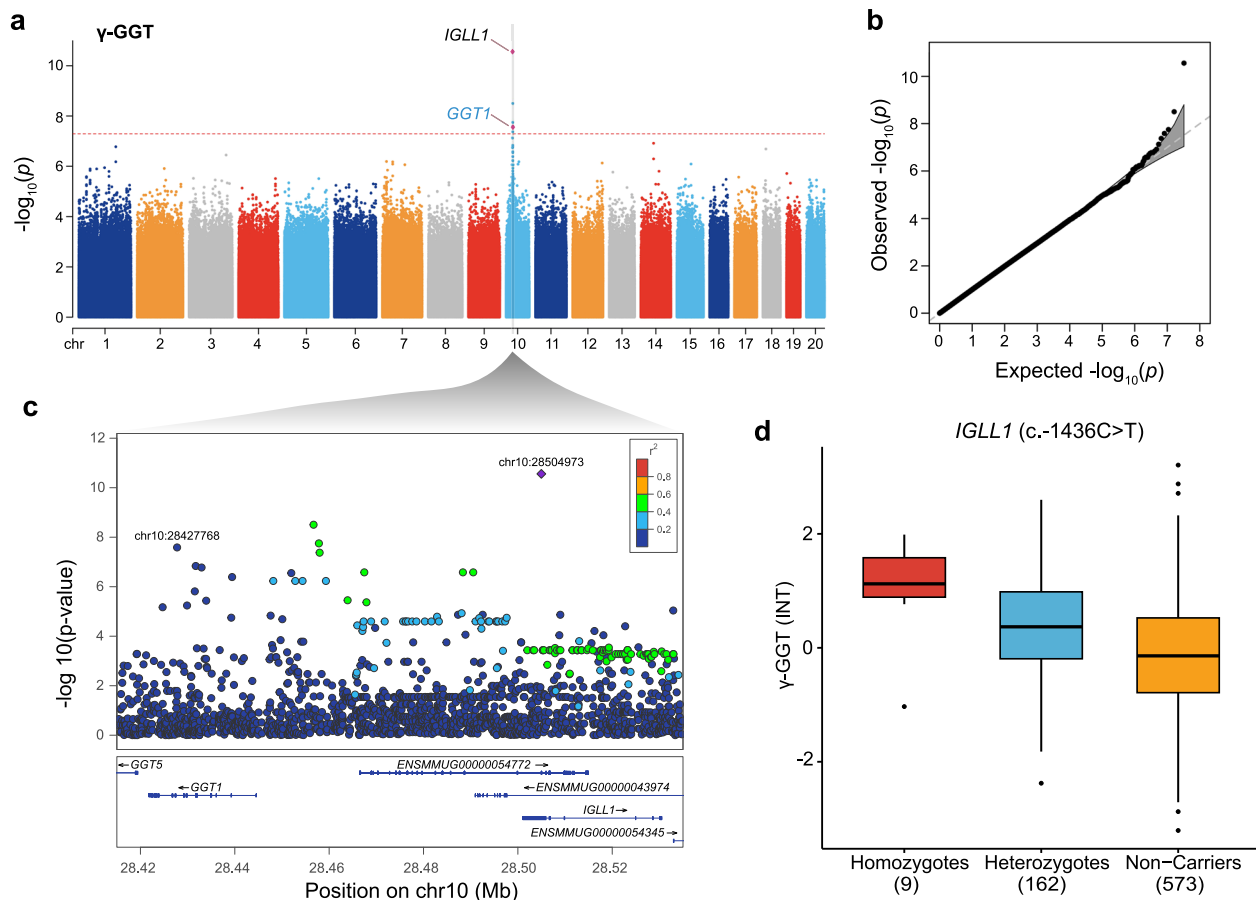 a
γ-GGT
IGLL1
GGT1
-log10(p)
10
8
6
4
2
0
chr 1 2 3 4 5 6 7 8 9 10 11 12 13 14 15 16 17 18 19 20
b
Observed -log10(p)
10
8
6
4
2
0
0 1 2 3 4 5 6 7 8
Expected -log10(p)
c
-log 10(p-value)
12
10
8
6
4
2
0
chr10:28504973
chr10:28427768
r2
0.8
0.6
0.4
0.2
GGT5
ENSMMUG00000054772
GGT1
ENSMMUG00000043974
IGLL1
ENSMMUG00000054345
28.42 28.44 28.46 28.48 28.50 28.52
Position on chr10 (Mb)
d
IGLL1 (c.-1436C>T)
γ-GGT (INT)
2
0
-2
Homozygotes Heterozygotes Non-Carriers
(9) (162) (573)